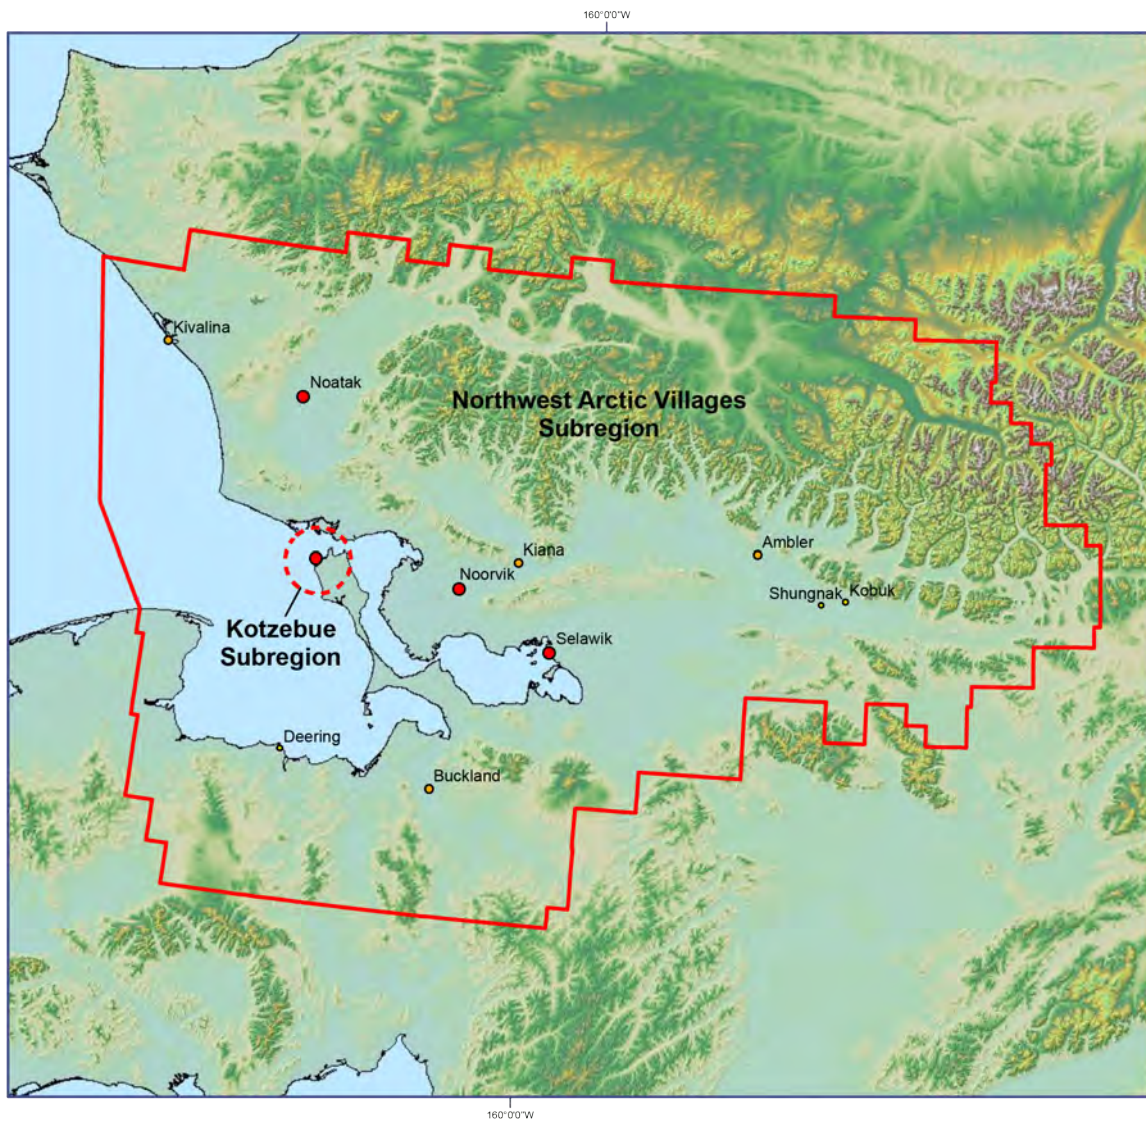 160°0'0"W
Kivalina
Noatak
Northwest Arctic Villages
Subregion
Kiana
Ambler
Noorvik
Shungnak
Kobuk
Kotzebue
Subregion
Selawik
Deering
Buckland
160°0'0"W